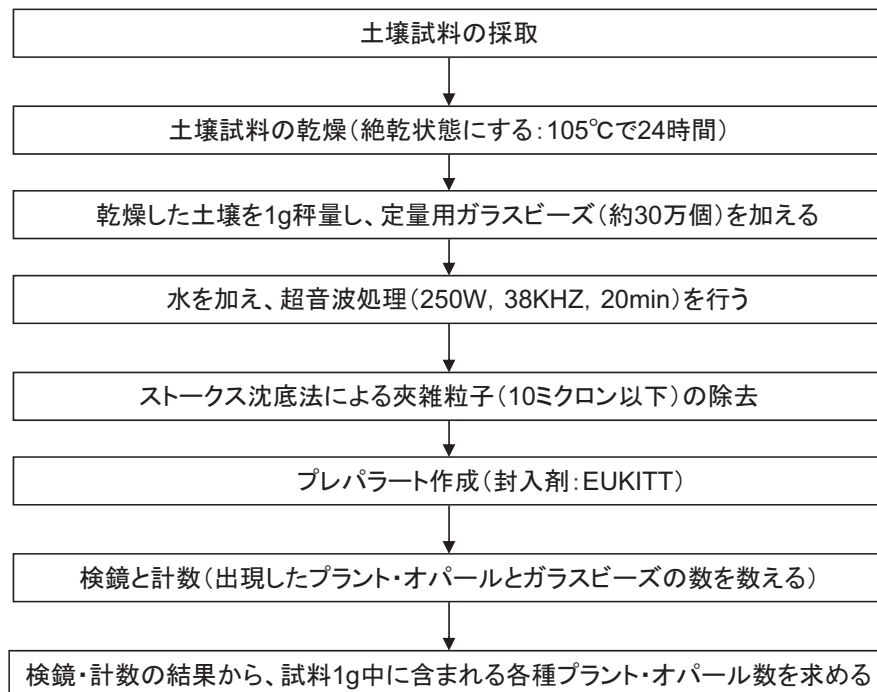 土壌試料の採取
土壌試料の乾燥（絶乾状態にする：105℃で24時間）
乾燥した土壌を1g秤量し、定量用ガラスビーズ（約30万個）を加える
水を加え、超音波処理（250W，38KHZ，20min）を行う
ストークス沈底法による夾雑粒子（10ミクロン以下）の除去
プレパラート作成（封入剤：EUKITT）
検鏡と計数（出現したプラント・オパールとガラスビーズの数を数える）
検鏡・計数の結果から、試料1g中に含まれる各種プラント・オパール数を求める